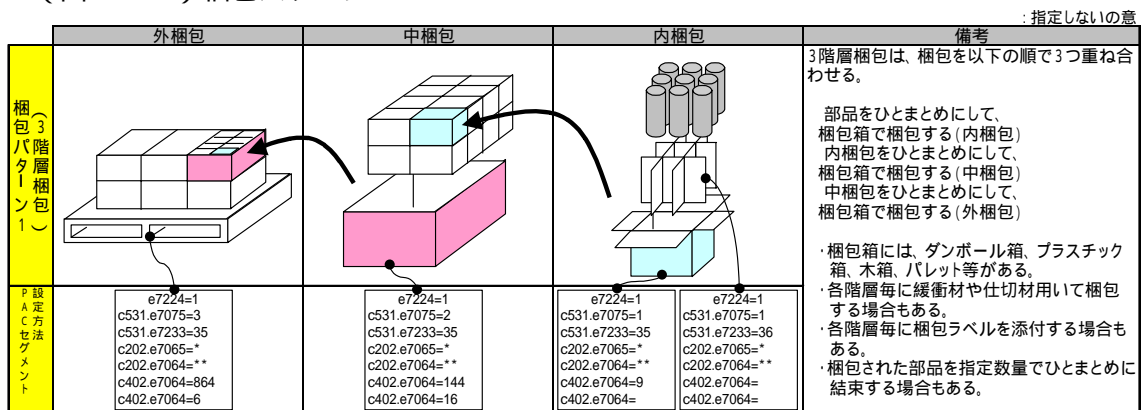 :指定しないの意
外梱包
中梱包
内梱包
備考
梱包パターン1
(3階層梱包)
3階層梱包は、梱包を以下の順で3つ重ね合
わせる。
部品をひとまとめにして、
梱包箱で梱包する(内梱包)
内梱包をひとまとめにして、
梱包箱で梱包する(中梱包)
中梱包をひとまとめにして、
梱包箱で梱包する(外梱包)
・梱包箱には、ダンボール箱、プラスチック
箱、木箱、パレット等がある。
・各階層毎に緩衝材や仕切材用いて梱包
する場合もある。
・各階層毎に梱包ラベルを添付する場合も
ある。
・梱包された部品を指定数量でひとまとめに
結束する場合もある。
設定方法
PACセグメント
e7224=1
c531.e7075=3
c531.e7233=35
c202.e7065=*
c202.e7064=**
c402.e7064=864
c402.e7064=6
e7224=1
c531.e7075=2
c531.e7233=35
c202.e7065=*
c202.e7064=**
c402.e7064=144
c402.e7064=16
e7224=1
c531.e7075=1
c531.e7233=35
c202.e7065=*
c202.e7064=**
c402.e7064=9
c402.e7064=
e7224=1
c531.e7075=1
c531.e7233=36
c202.e7065=*
c202.e7064=**
c402.e7064=
c402.e7064=